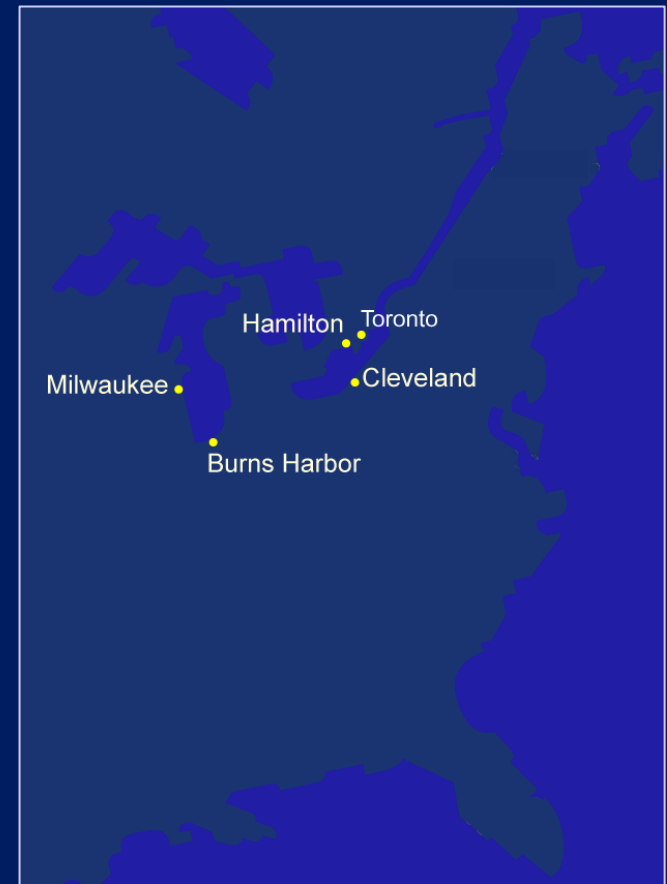 Hamilton
Toronto
Milwaukee
Cleveland
Burns Harbor